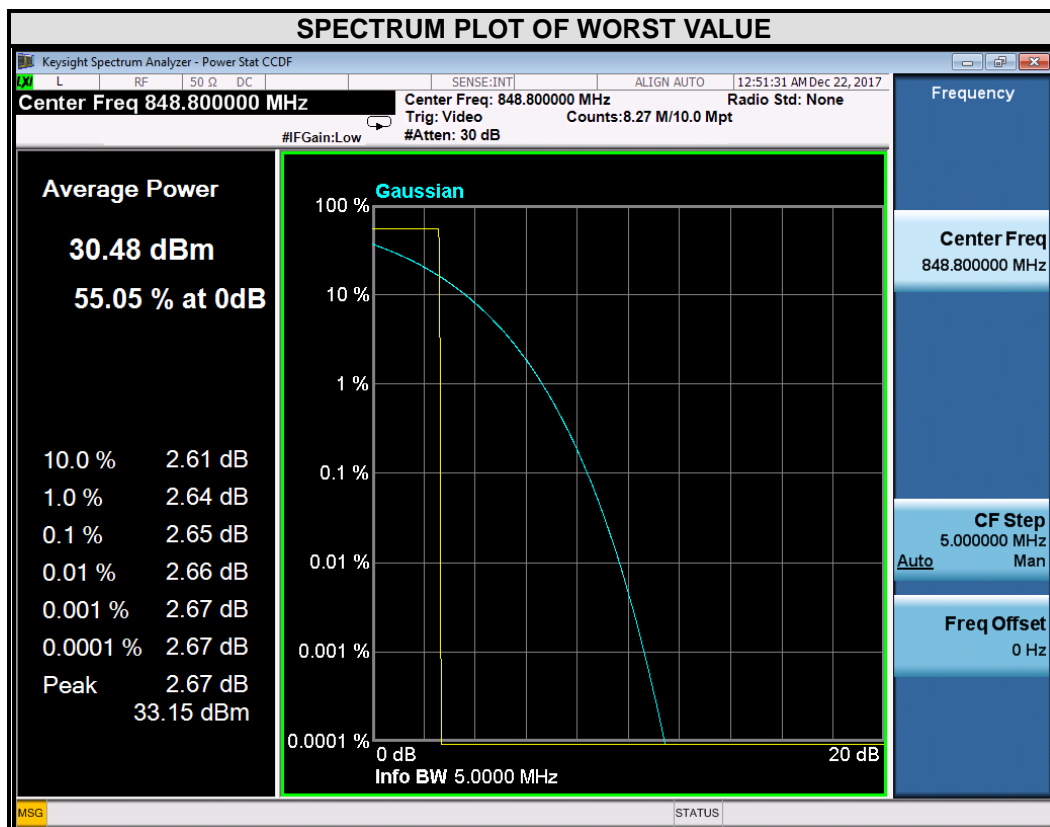 SPECTRUM PLOT OF WORST VALUE
Keysight Spectrum Analyzer - Power Stat CCDF
LXI L RF 50 Ω DC SENSE:INT ALIGN AUTO 12:51:31 AM Dec 22, 2017
Center Freq 848.800000 MHz
#IFGain:Low
Center Freq: 848.800000 MHz Radio Std: None
Trig: Video Counts:8.27 M/10.0 Mpt
#Atten: 30 dB
Average Power
30.48 dBm
55.05 % at 0dB
10.0 % 2.61 dB
1.0 % 2.64 dB
0.1 % 2.65 dB
0.01 % 2.66 dB
0.001 % 2.67 dB
0.0001 % 2.67 dB
Peak 2.67 dB
33.15 dBm
Gaussian
100 %
10 %
1 %
0.1 %
0.01 %
0.001 %
0.0001 %
0 dB 20 dB
Info BW 5.0000 MHz
Frequency
Center Freq
848.800000 MHz
CF Step
5.000000 MHz
Auto Man
Freq Offset
0 Hz
MSG STATUS